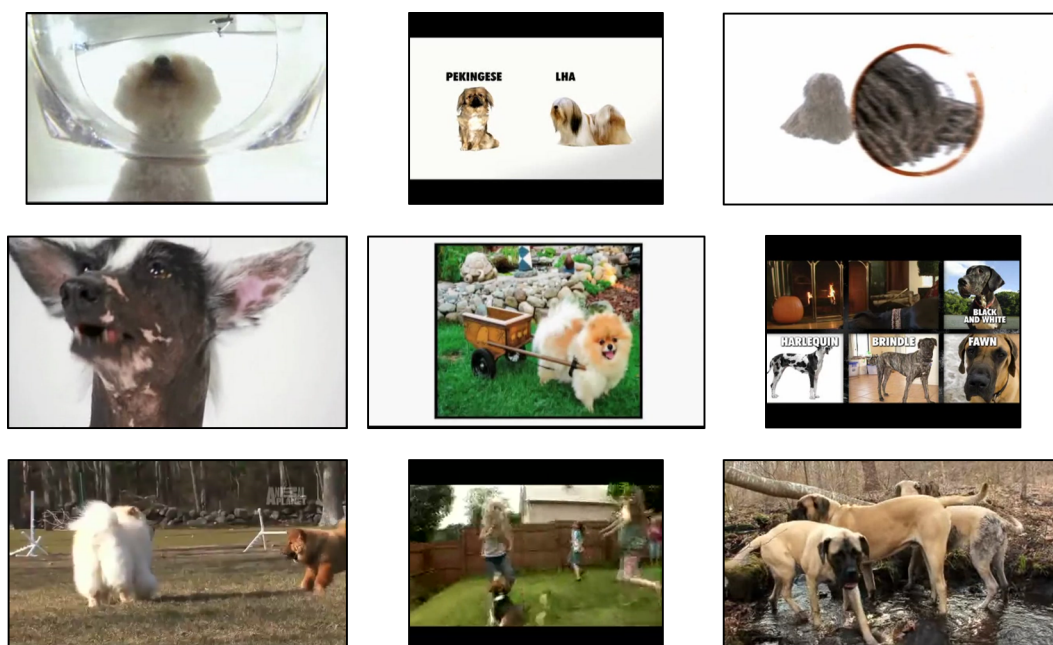 PEKINGESE
LHA
BLACK
AND WHITE
HARLEQUIN
BRINDLE
FAWN
ANIMAL
PLANET